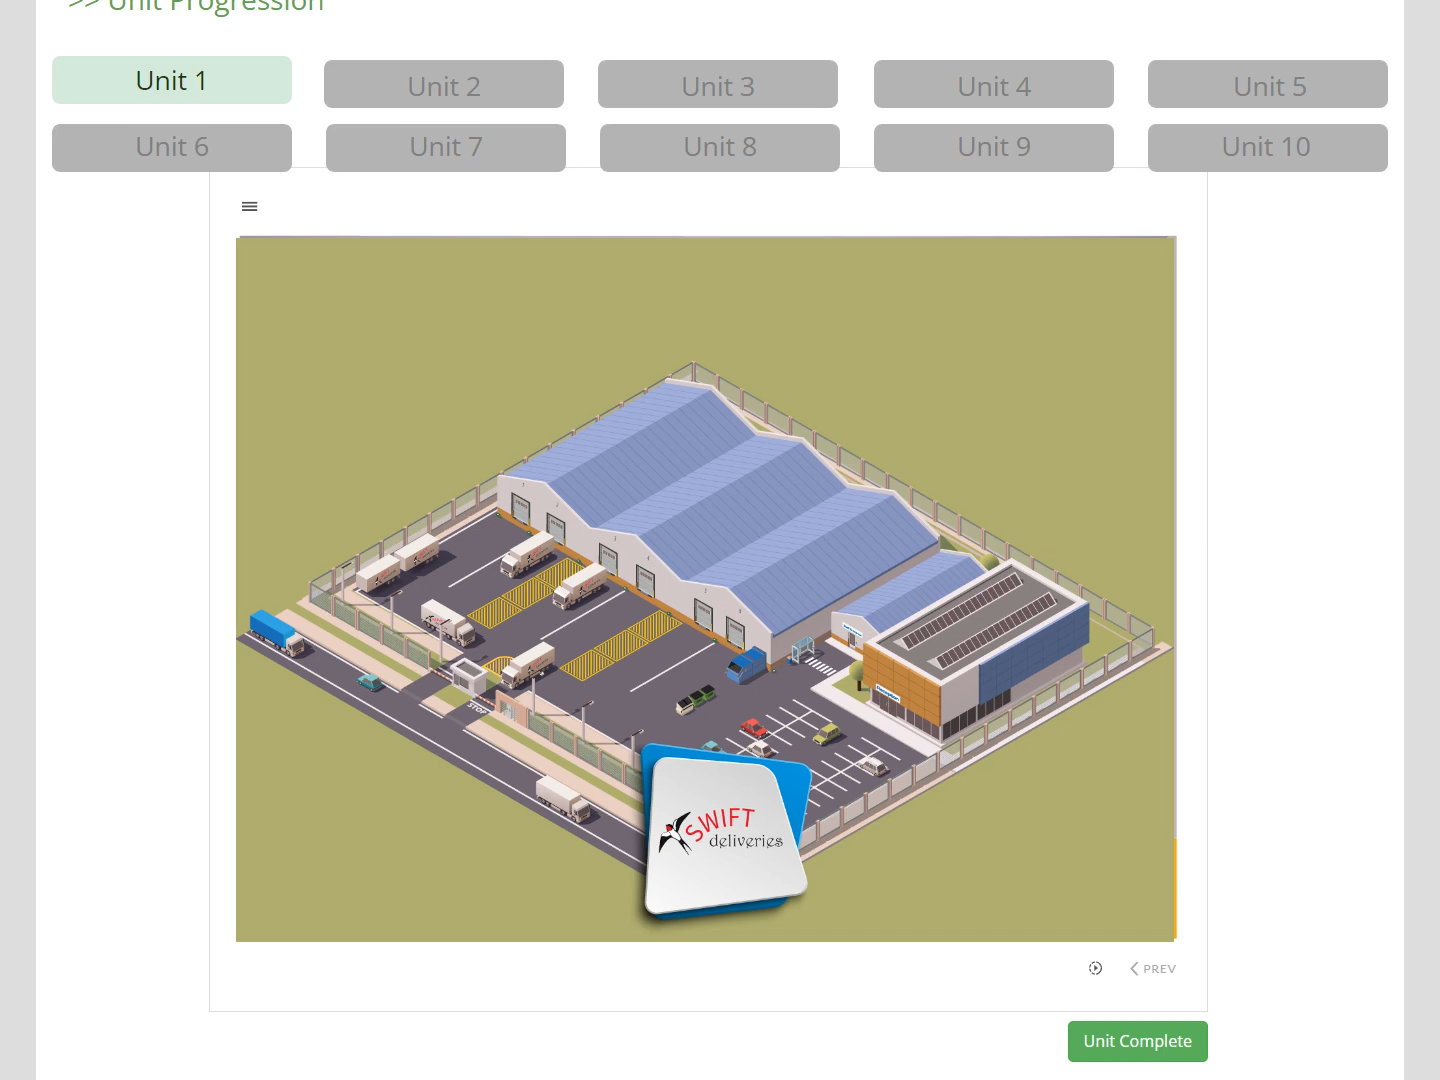 >> Unit Progression
Unit 1
Unit 2
Unit 3
Unit 4
Unit 5
Unit 6
Unit 7
Unit 8
Unit 9
Unit 10
STOP
Reception
SWIFT
deliveries
PREV
Unit Complete